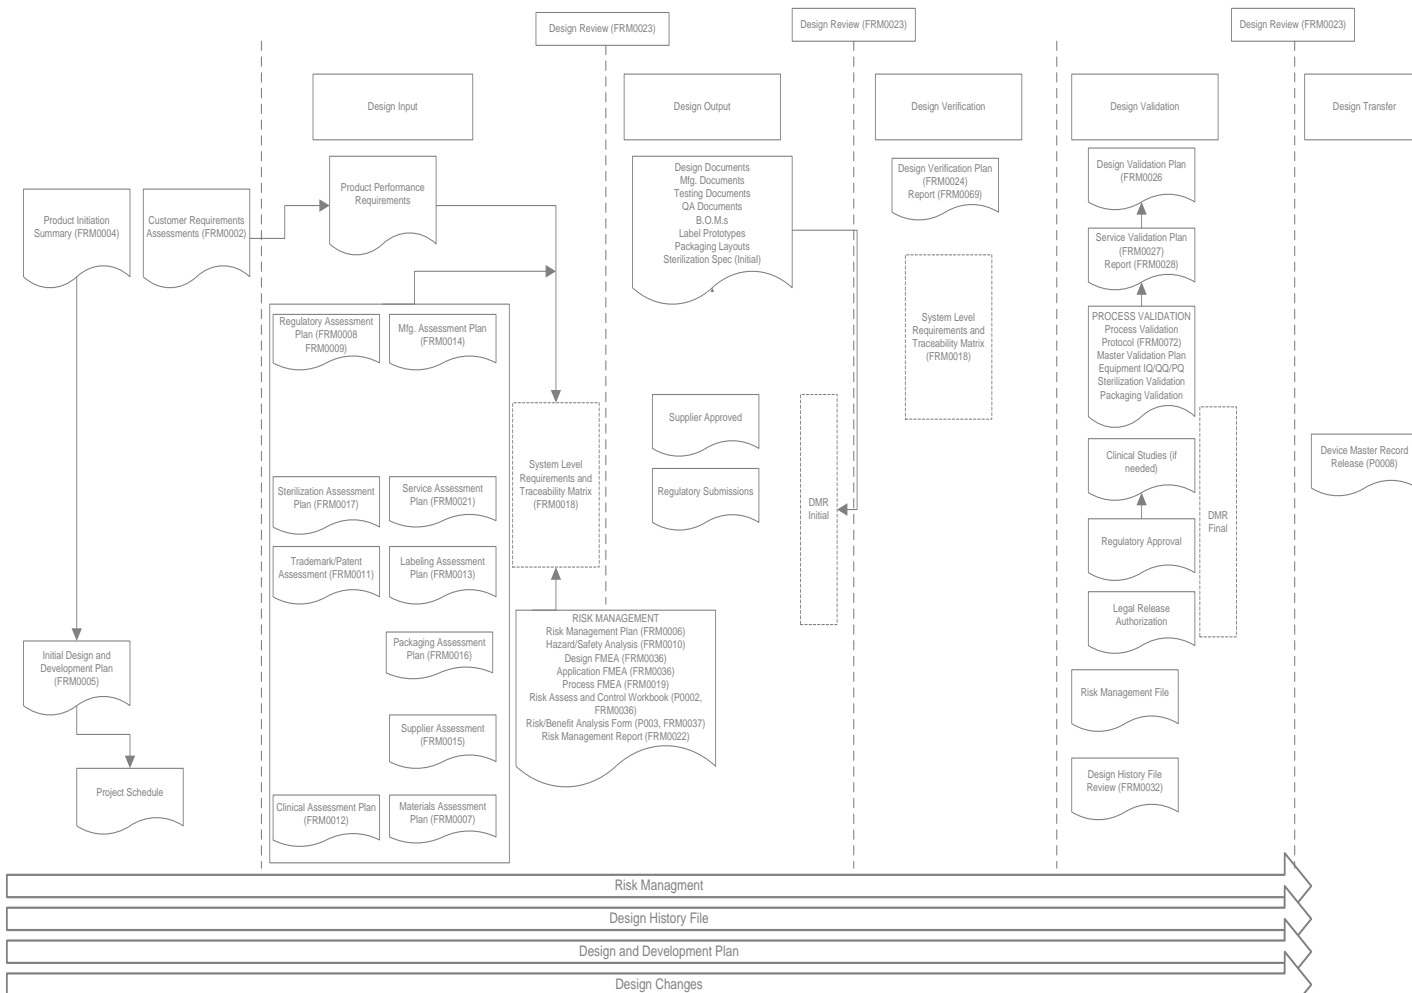 Design Review (FRM0023)
Design Review (FRM0023)
Design Review (FRM0023)
Design Input
Design Output
Design Verification
Design Validation
Design Transfer
Product Initiation
Summary (FRM0004)
Customer Requirements
Assessments (FRM0002)
Product Performance
Requirements
Design Documents
Mfg. Documents
Testing Documents
QA Documents
B.O.M.s
Label Prototypes
Packaging Layouts
Sterilization Spec (Initial)
Design Verification Plan
(FRM0024)
Report (FRM0069)
Design Validation Plan
(FRM0026
Service Validation Plan
(FRM0027)
Report (FRM0028)
Regulatory Assessment
Plan (FRM0008
FRM0009)
Mfg. Assessment Plan
(FRM0014)
System Level
Requirements and
Traceability Matrix
(FRM0018)
PROCESS VALIDATION
Process Validation
Protocol (FRM0072)
Master Validation Plan
Equipment IQ/QQ/PQ
Sterilization Validation
Packaging Validation
Supplier Approved
Clinical Studies (if
needed)
Device Master Record
Release (P0008)
Sterilization Assessment
Plan (FRM0017)
Service Assessment
Plan (FRM0021)
System Level
Requirements and
Traceability Matrix
(FRM0018)
Regulatory Submissions
DMR
Initial
DMR
Final
Regulatory Approval
Trademark/Patent
Assessment (FRM0011)
Labeling Assessment
Plan (FRM0013)
Legal Release
Authorization
Packaging Assessment
Plan (FRM0016)
RISK MANAGEMENT
Risk Management Plan (FRM0006)
Hazard/Safety Analysis (FRM0010)
Design FMEA (FRM0036)
Application FMEA (FRM0036)
Process FMEA (FRM0019)
Risk Assess and Control Workbook (P0002,
FRM0036)
Risk/Benefit Analysis Form (P003, FRM0037)
Risk Management Report (FRM0022)
Initial Design and
Development Plan
(FRM0005)
Risk Management File
Supplier Assessment
(FRM0015)
Project Schedule
Design History File
Review (FRM0032)
Clinical Assessment Plan
(FRM0012)
Materials Assessment
Plan (FRM0007)
Risk Managment
Design History File
Design and Development Plan
Design Changes